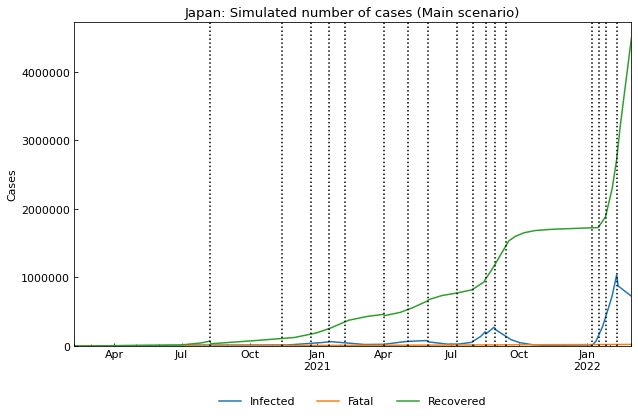 Japan: Simulated number of cases (Main scenario)
4000000
3000000
2000000
1000000
0
Cases
Apr Jul Oct Jan Apr Jul Oct Jan
2021 2022
Infected Fatal Recovered